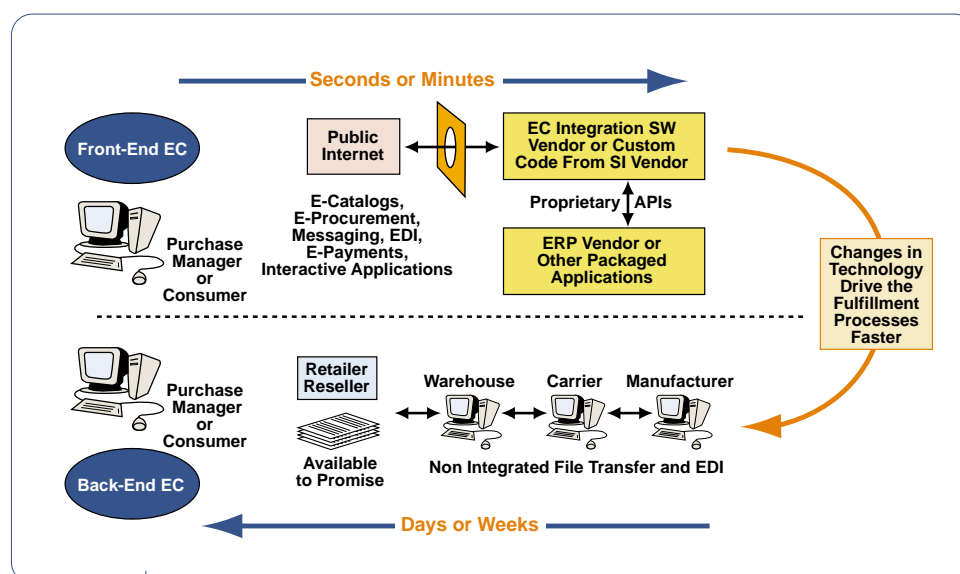 Seconds or Minutes
Front-End EC
Public
Internet
EC Integration SW
Vendor or Custom
Code From SI Vendor
E-Catalogs,
E-Procurement,
Messaging, EDI,
E-Payments,
Interactive Applications
Proprietary APIs
ERP Vendor or
Other Packaged
Applications
Purchase
Manager
or
Consumer
Changes in
Technology
Drive the
Fulfillment
Processes
Faster
Purchase
Manager
or
Consumer
Retailer
Reseller
Warehouse
Carrier
Manufacturer
Available
to Promise
Non Integrated File Transfer and EDI
Back-End EC
Days or Weeks